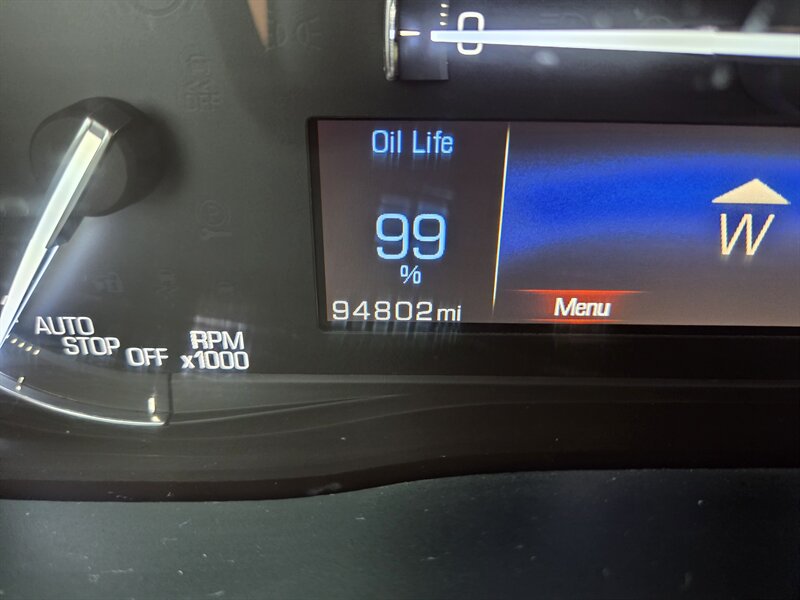 0
Oil Life
99
%
W
94802mi
Menu
AUTO
STOP
OFF
RPM
x1000